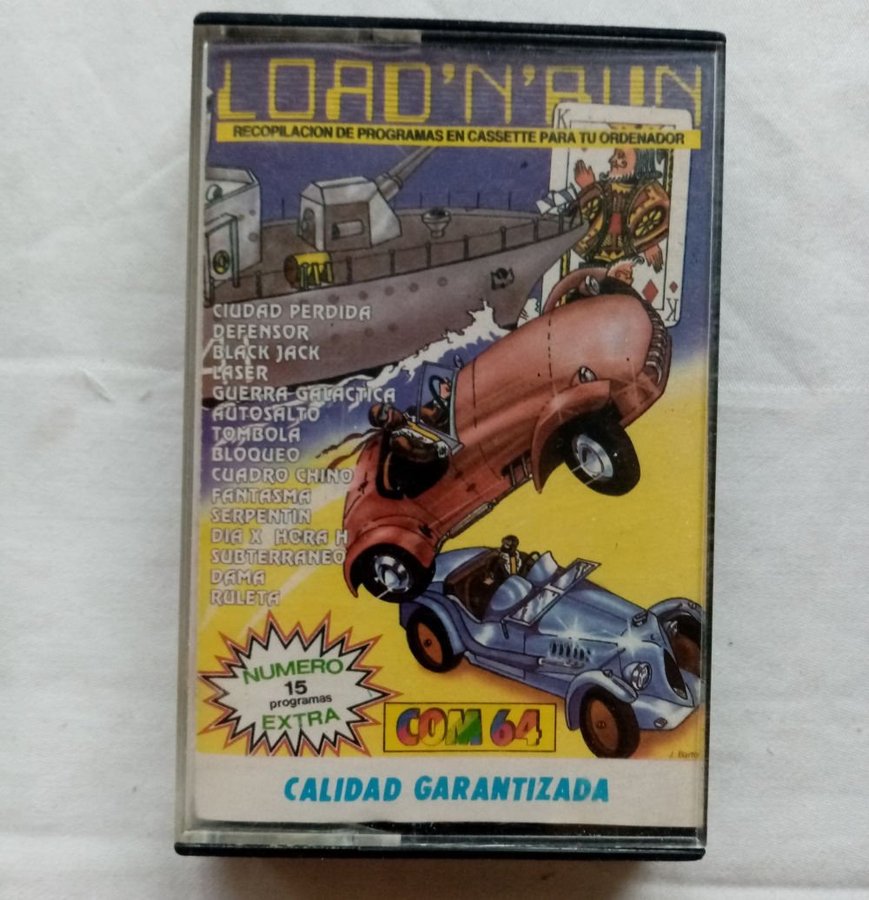 LOAD'N'RUN
RECOPILACION DE PROGRAMAS EN CASSETTE PARA TU ORDENADOR
K
CIUDAD PERDIDA
DEFENSOR
BLACK JACK
LASER
GUERRA GALACTICA
AUTOSALTO
TOMBOLA
BLOQUEO
CUADRO CHINO
FANTASMA
SERPENTIN
DIA X HORA H
SUBTERRANEO
DAMA
RULETA
K
NUMERO
15
programas
EXTRA
COM 64
CALIDAD GARANTIZADA